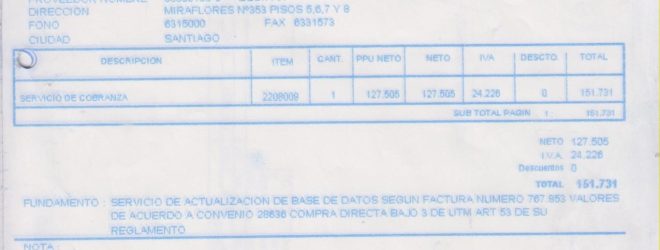 PROVEEDOR NOMBRE
DIRECCION MIRAFLORES Nº353 PISOS 5,6,7 Y 8
FONO 6315000 FAX 6331573
CIUDAD SANTIAGO
DESCRIPCION ITEM CANT. PPU NETO NETO IVA DESCTO TOTAL
SERVICIO DE COBRANZA 2208009 1 127.505 127.505 24.226 0 151.731
SUB TOTAL PAGIN 1 : 151.731
NETO 127.505
I.V.A. 24.226
Descuentos 0
TOTAL 151.731
FUNDAMENTO : SERVICIO DE ACTUALIZACION DE BASE DE DATOS SEGUN FACTURA NUMERO 767.853 VALORES
DE ACUERDO A CONVENIO 28636 COMPRA DIRECTA BAJO 3 DE UTM ART 53 DE SU
REGLAMENTO
NOTA :